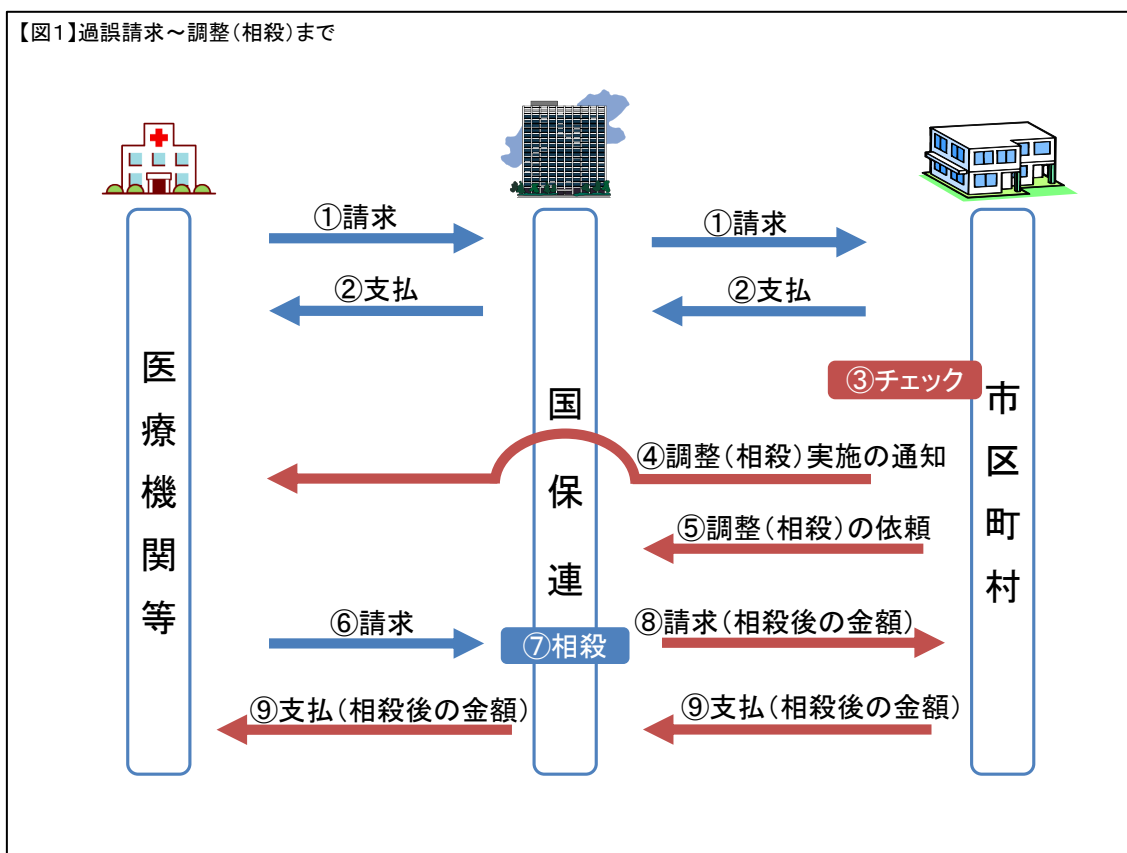 【図1】過誤請求~調整(相殺)まで
①請求
①請求
②支払
②支払
③チェック
④調整(相殺)実施の通知
⑤調整(相殺)の依頼
⑥請求
⑦相殺
⑧請求(相殺後の金額)
⑨支払(相殺後の金額)
⑨支払(相殺後の金額)
医療機関等
国保連
市区町村